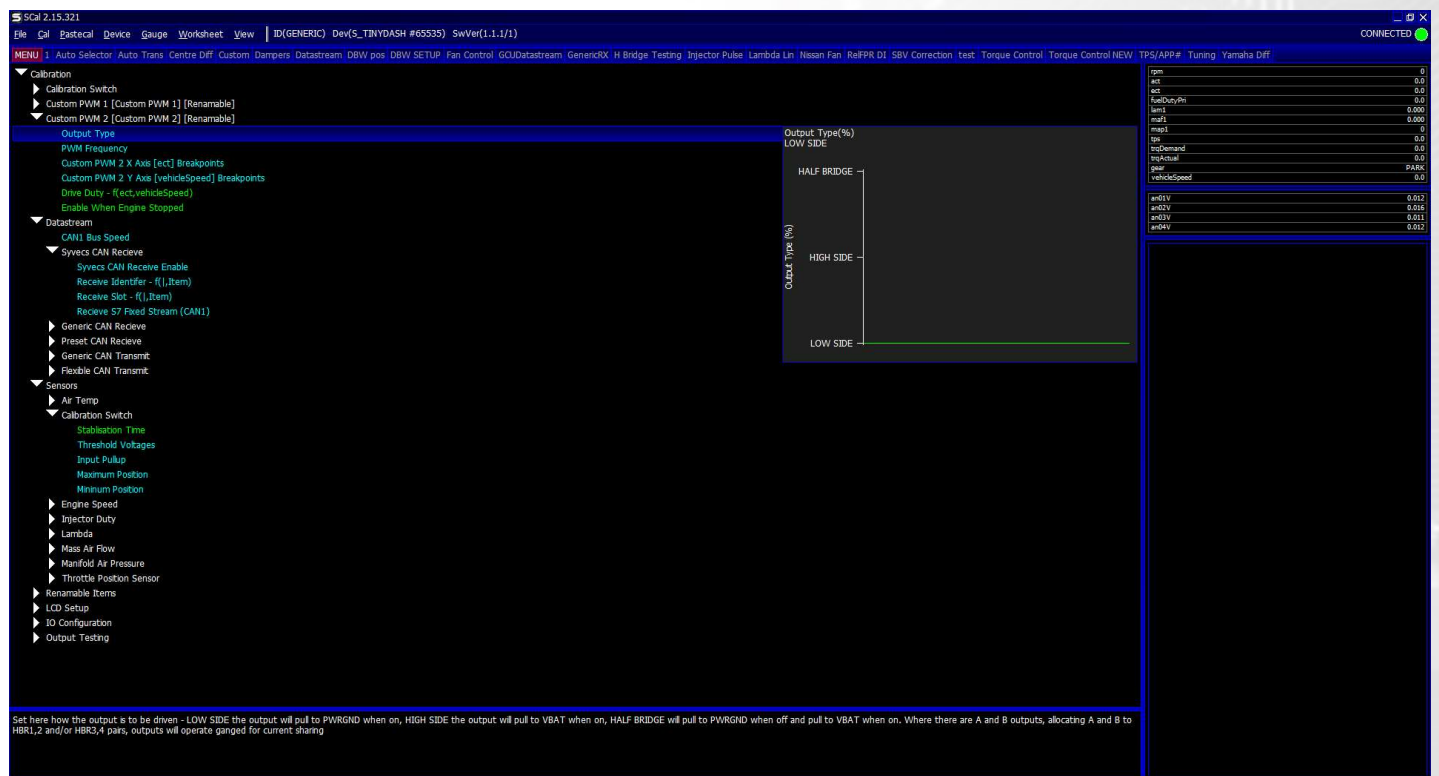 SCal 2.15.321
File Cal Pastecal Device Gauge Worksheet View ID(GENERIC) Dev(S_TINYDASH #65535) SwVer(1.1.1/1) CONNECTED
MENU 1 Auto Selector Auto Trans Centre Diff Custom Dampers Datastream DBW pos DBW SETUP Fan Control GCUDatastream GenericRX H Bridge Testing Injector Pulse Lambda Lin Nissan Fan RelFPR DI SBV Correction test Torque Control Torque Control NEW TPS/APP# Tuning Yamaha Diff
Calibration
Calibration Switch
Custom PWM 1 [Custom PWM 1] [Renamable]
Custom PWM 2 [Custom PWM 2] [Renamable]
Output Type
PWM Frequency
Custom PWM 2 X Axis [ect] Breakpoints
Custom PWM 2 Y Axis [vehicleSpeed] Breakpoints
Drive Duty - f(ect,vehicleSpeed)
Enable When Engine Stopped
Datastream
CAN1 Bus Speed
Syvecs CAN Recieve
Syvecs CAN Receive Enable
Receive Identifer - f(|,Item)
Receive Slot - f(|,Item)
Recieve S7 Fixed Stream (CAN1)
Generic CAN Recieve
Preset CAN Recieve
Generic CAN Transmit
Flexible CAN Transmit
Sensors
Air Temp
Calibration Switch
Stablisation Time
Threshold Voltages
Input Pullup
Maximum Position
Mininum Position
Engine Speed
Injector Duty
Lambda
Mass Air Flow
Manifold Air Pressure
Throttle Position Sensor
Renamable Items
LCD Setup
IO Configuration
Output Testing
Output Type(%)
LOW SIDE
HALF BRIDGE
HIGH SIDE
LOW SIDE
Output Type (%)
rpm 0
act 0.0
ect 0.0
fuelDutyPri 0.0
lam1 0.000
maf1 0.000
map1 0
tps 0.0
trqDemand 0.0
trqActual 0.0
gear PARK
vehicleSpeed 0.0
an01V 0.012
an02V 0.016
an03V 0.011
an04V 0.012
Set here how the output is to be driven - LOW SIDE the output will pull to PWRGND when on, HIGH SIDE the output will pull to VBAT when on, HALF BRIDGE will pull to PWRGND when off and pull to VBAT when on. Where there are A and B outputs, allocating A and B to
HBR1,2 and/or HBR3,4 pairs, outputs will operate ganged for current sharing